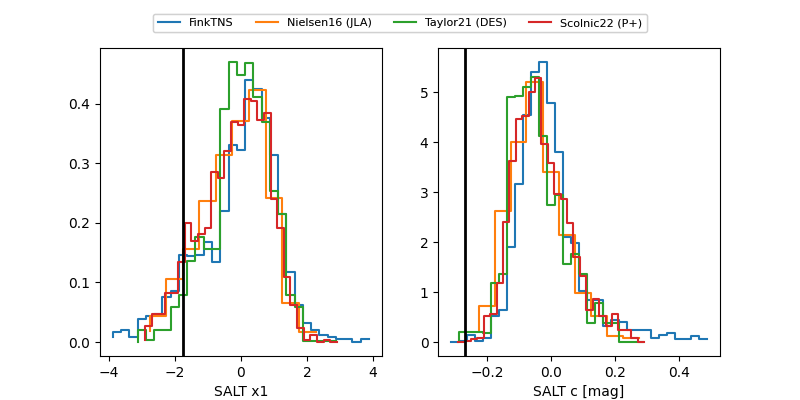 FinkTNS Nielsen16 (JLA) Taylor21 (DES) Scolnic22 (P+)
0.4
0.3
0.2
0.1
0.0
−4 −2 0 2 4
SALT x1
5
4
3
2
1
0
−0.2 0.0 0.2 0.4
SALT c [mag]